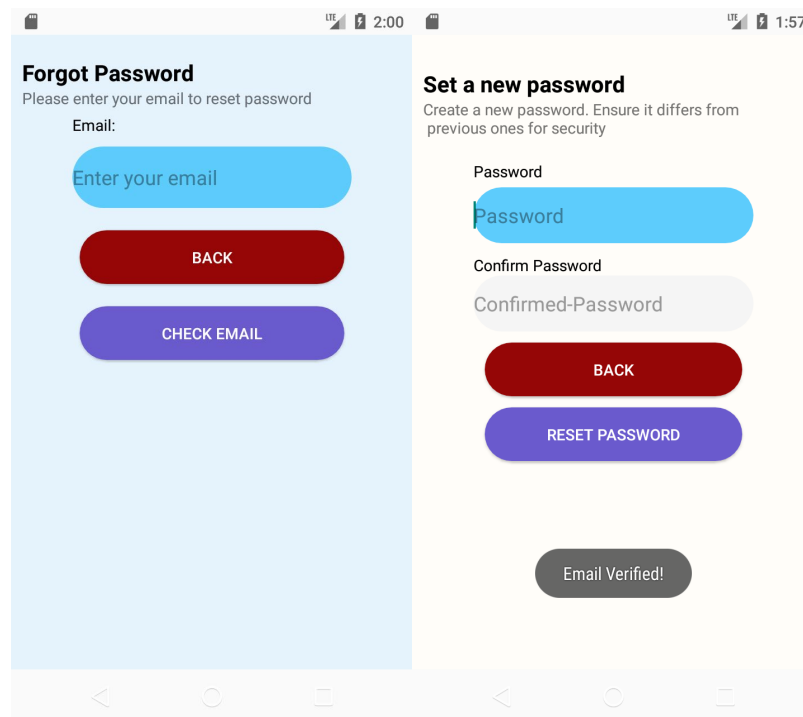 LTE 2:00
Forgot Password
Please enter your email to reset password
Email:
Enter your email
BACK
CHECK EMAIL
LTE 1:57
Set a new password
Create a new password. Ensure it differs from
previous ones for security
Password
Password
Confirm Password
Confirmed-Password
BACK
RESET PASSWORD
Email Verified!